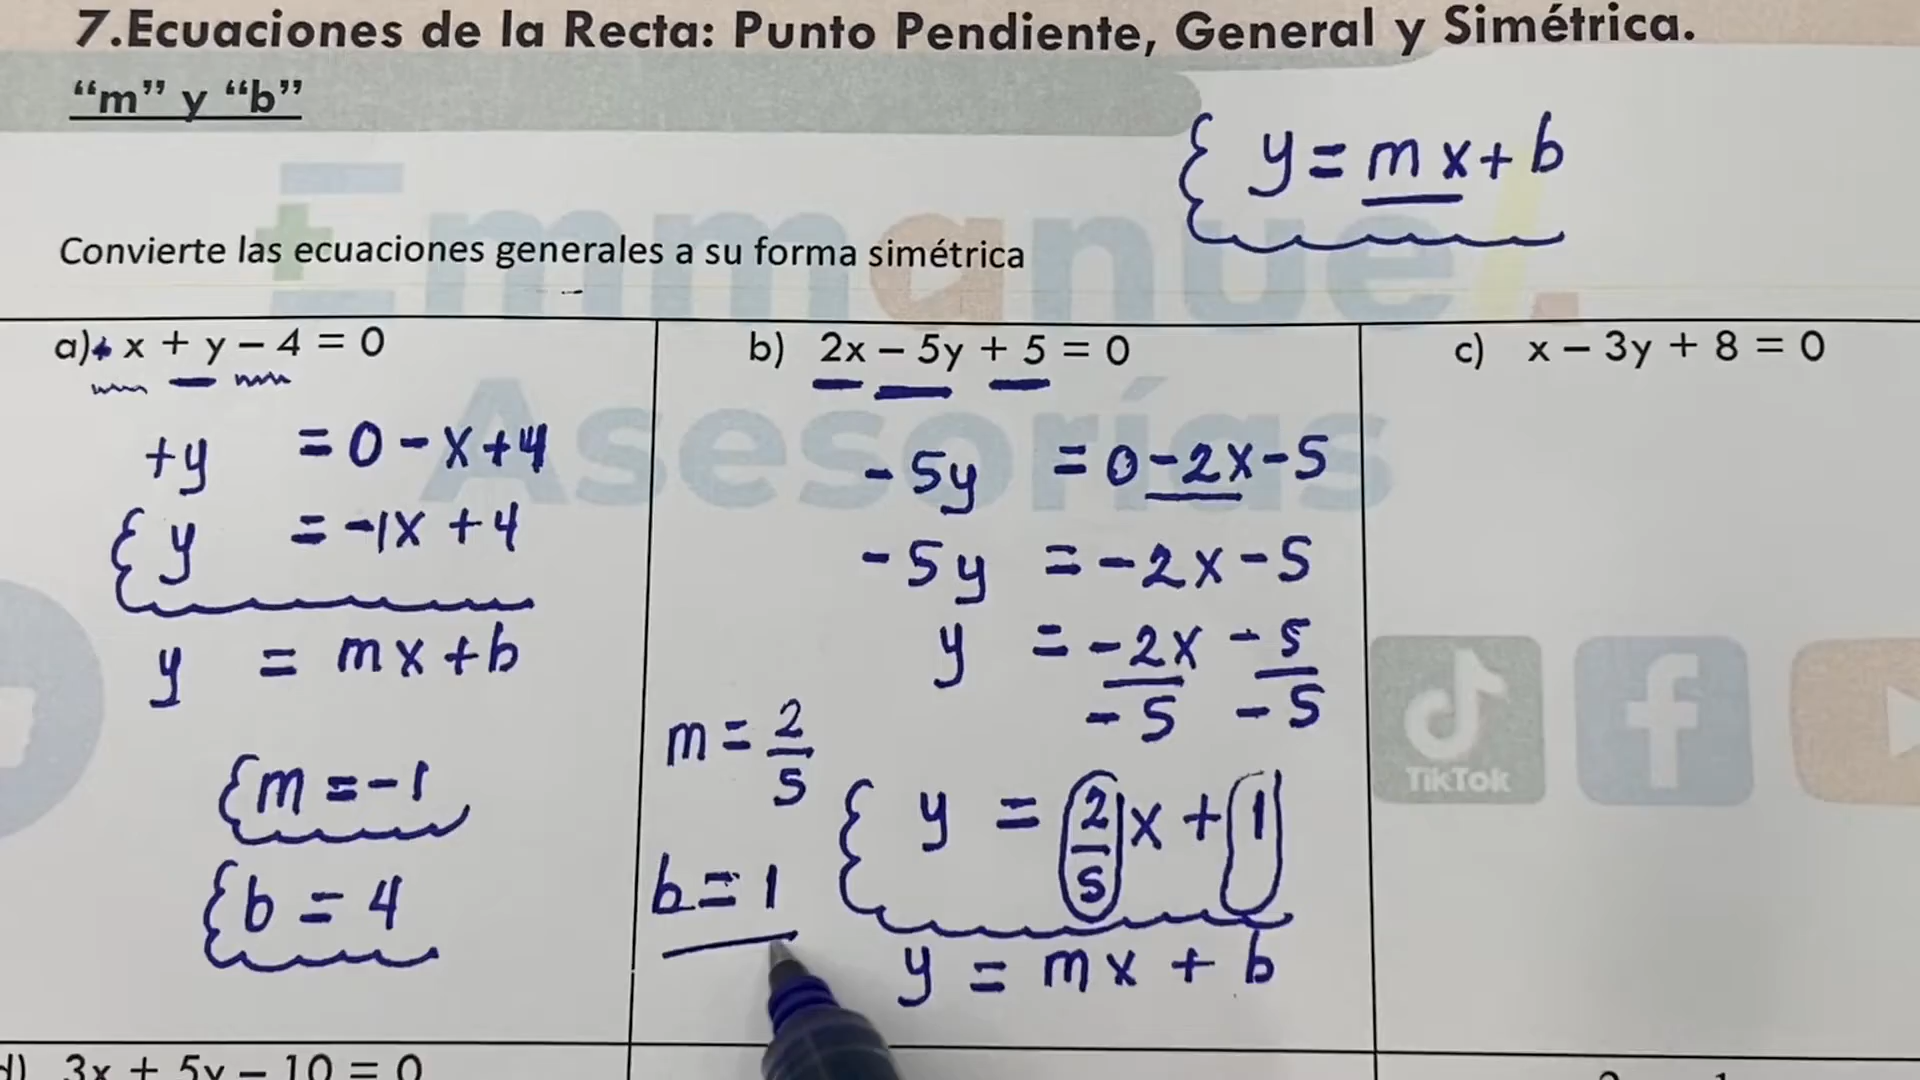 7.Ecuaciones de la Recta: Punto Pendiente, General y Simétrica.
“m” y “b”
y = mx + b
Emmanuel
Asesorías
Convierte las ecuaciones generales a su forma simétrica
a) + x + y – 4 = 0
+y = 0 - x + 4
y = -1x + 4
y = mx + b
m = -1
b = 4
b) 2x – 5y + 5 = 0
-5y = 0 - 2x - 5
-5y = -2x - 5
y = -2x/-5 - 5/-5
m = 2/5
y = 2/5 x + 1
b = 1
y = mx + b
c) x – 3y + 8 = 0
TikTok
d) 3x + 5y – 10 = 0